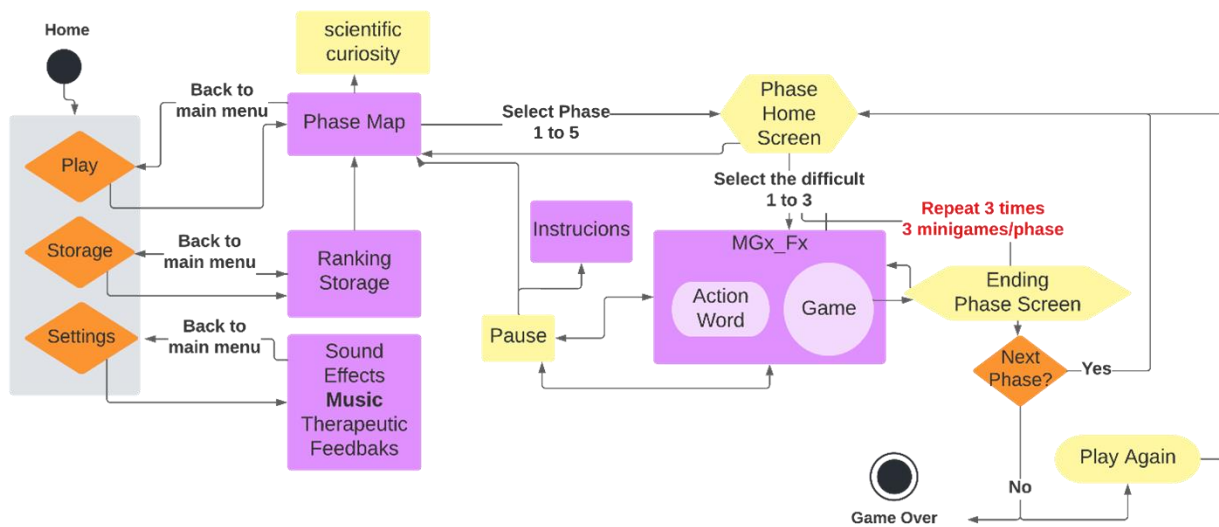 Home
scientific
curiosity
Back to
main menu
Phase Map
Select Phase
1 to 5
Phase
Home
Screen
Play
Select the difficult
1 to 3
Repeat 3 times
3 minigames/phase
Storage
Back to
main menu
Ranking
Storage
Instrucions
MGx_Fx
Action
Word
Game
Ending
Phase Screen
Settings
Back to
main menu
Sound
Effects
Music
Therapeutic
Feedbaks
Pause
Next
Phase?
Yes
No
Play Again
Game Over